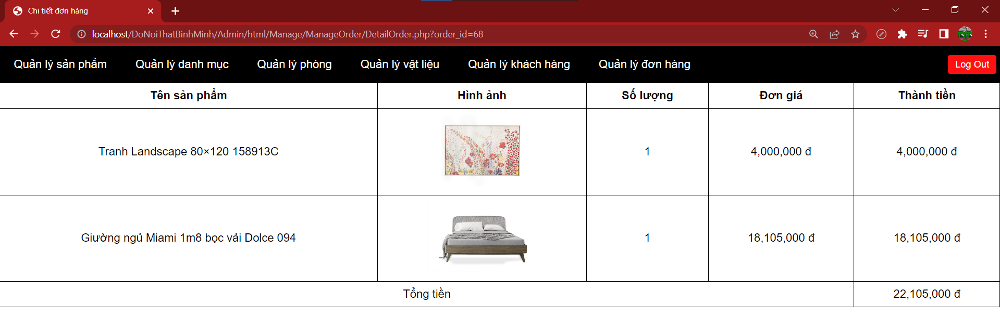 Chi tiết đơn hàng
localhost/DoNoiThatBinhMinh/Admin/html/Manage/ManageOrder/DetailOrder.php?order_id=68
Quản lý sản phẩm Quản lý danh mục Quản lý phòng Quản lý vật liệu Quản lý khách hàng Quản lý đơn hàng Log Out
Tên sản phẩm Hình ảnh Số lượng Đơn giá Thành tiền
Tranh Landscape 80×120 158913C 1 4,000,000 đ 4,000,000 đ
Giường ngủ Miami 1m8 bọc vải Dolce 094 1 18,105,000 đ 18,105,000 đ
Tổng tiền 22,105,000 đ